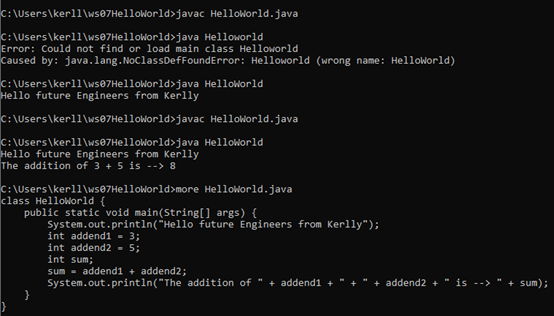 C:\Users\kerll\ws07HelloWorld>javac HelloWorld.java
C:\Users\kerll\ws07HelloWorld>java Helloworld
Error: Could not find or load main class Helloworld
Caused by: java.lang.NoClassDefFoundError: Helloworld (wrong name: HelloWorld)
C:\Users\kerll\ws07HelloWorld>java HelloWorld
Hello future Engineers from Kerlly
C:\Users\kerll\ws07HelloWorld>javac HelloWorld.java
C:\Users\kerll\ws07HelloWorld>java HelloWorld
Hello future Engineers from Kerlly
The addition of 3 + 5 is --> 8
C:\Users\kerll\ws07HelloWorld>more HelloWorld.java
class HelloWorld {
    public static void main(String[] args) {
        System.out.println("Hello future Engineers from Kerlly");
        int addend1 = 3;
        int addend2 = 5;
        int sum;
        sum = addend1 + addend2;
        System.out.println("The addition of " + addend1 + " + " + addend2 + " is --> " + sum);
    }
}